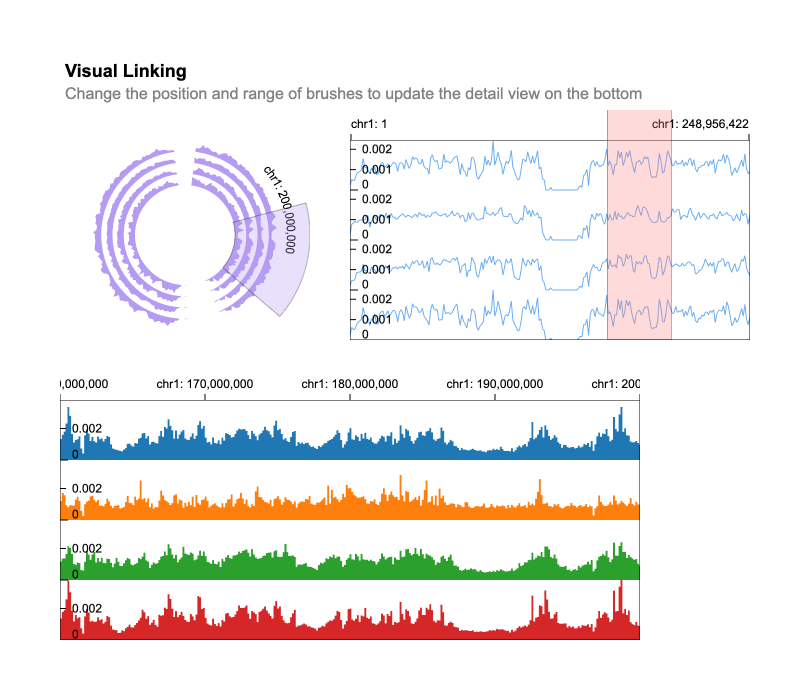 Visual Linking
Change the position and range of brushes to update the detail view on the bottom
chr1: 200,000,000
chr1: 1
chr1: 248,956,422
0.002
0.001
0
0.002
0.001
0
0.002
0.001
0
0.002
0.001
0
0,000,000
chr1: 170,000,000
chr1: 180,000,000
chr1: 190,000,000
chr1: 200
0.002
0
0.002
0
0.002
0
0.002
0